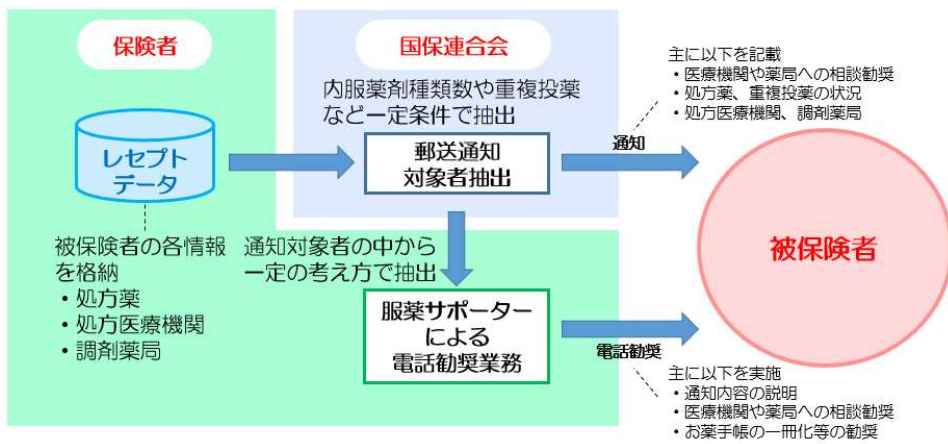 保険者
レセプト
データ
被保険者の各情報
を格納
・処方薬
・処方医療機関
・調剤薬局
国保連合会
内服薬剤種類数や重複投薬
など一定条件で抽出
郵送通知
対象者抽出
通知対象者の中から
一定の考え方で抽出
服薬サポーター
による
電話勧奨業務
主に以下を記載
・医療機関や薬局への相談勧奨
・処方薬、重複投薬の状況
・処方医療機関、調剤薬局
通知
被保険者
電話勧奨
主に以下を実施
・通知内容の説明
・医療機関や薬局への相談勧奨
・お薬手帳の一冊化等の勧奨